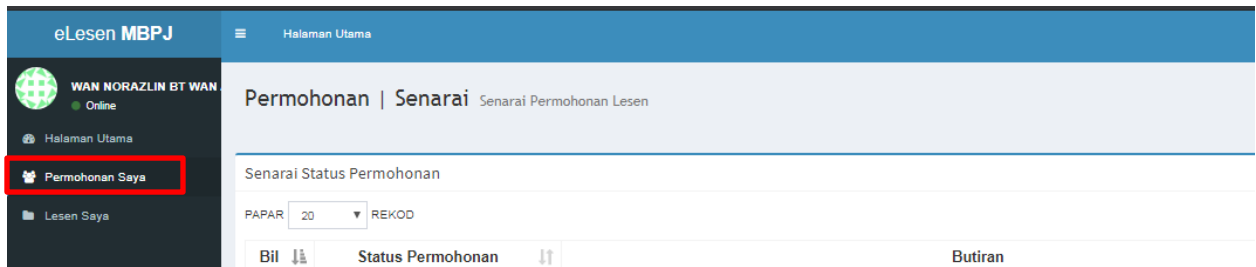 eLesen MBPJ
Halaman Utama
WAN NORAZLIN BT WAN
Online
Halaman Utama
Permohonan Saya
Lesen Saya
Permohonan | Senarai Senarai Permohonan Lesen
Senarai Status Permohonan
PAPAR 20 REKOD
Bil Status Permohonan Butiran